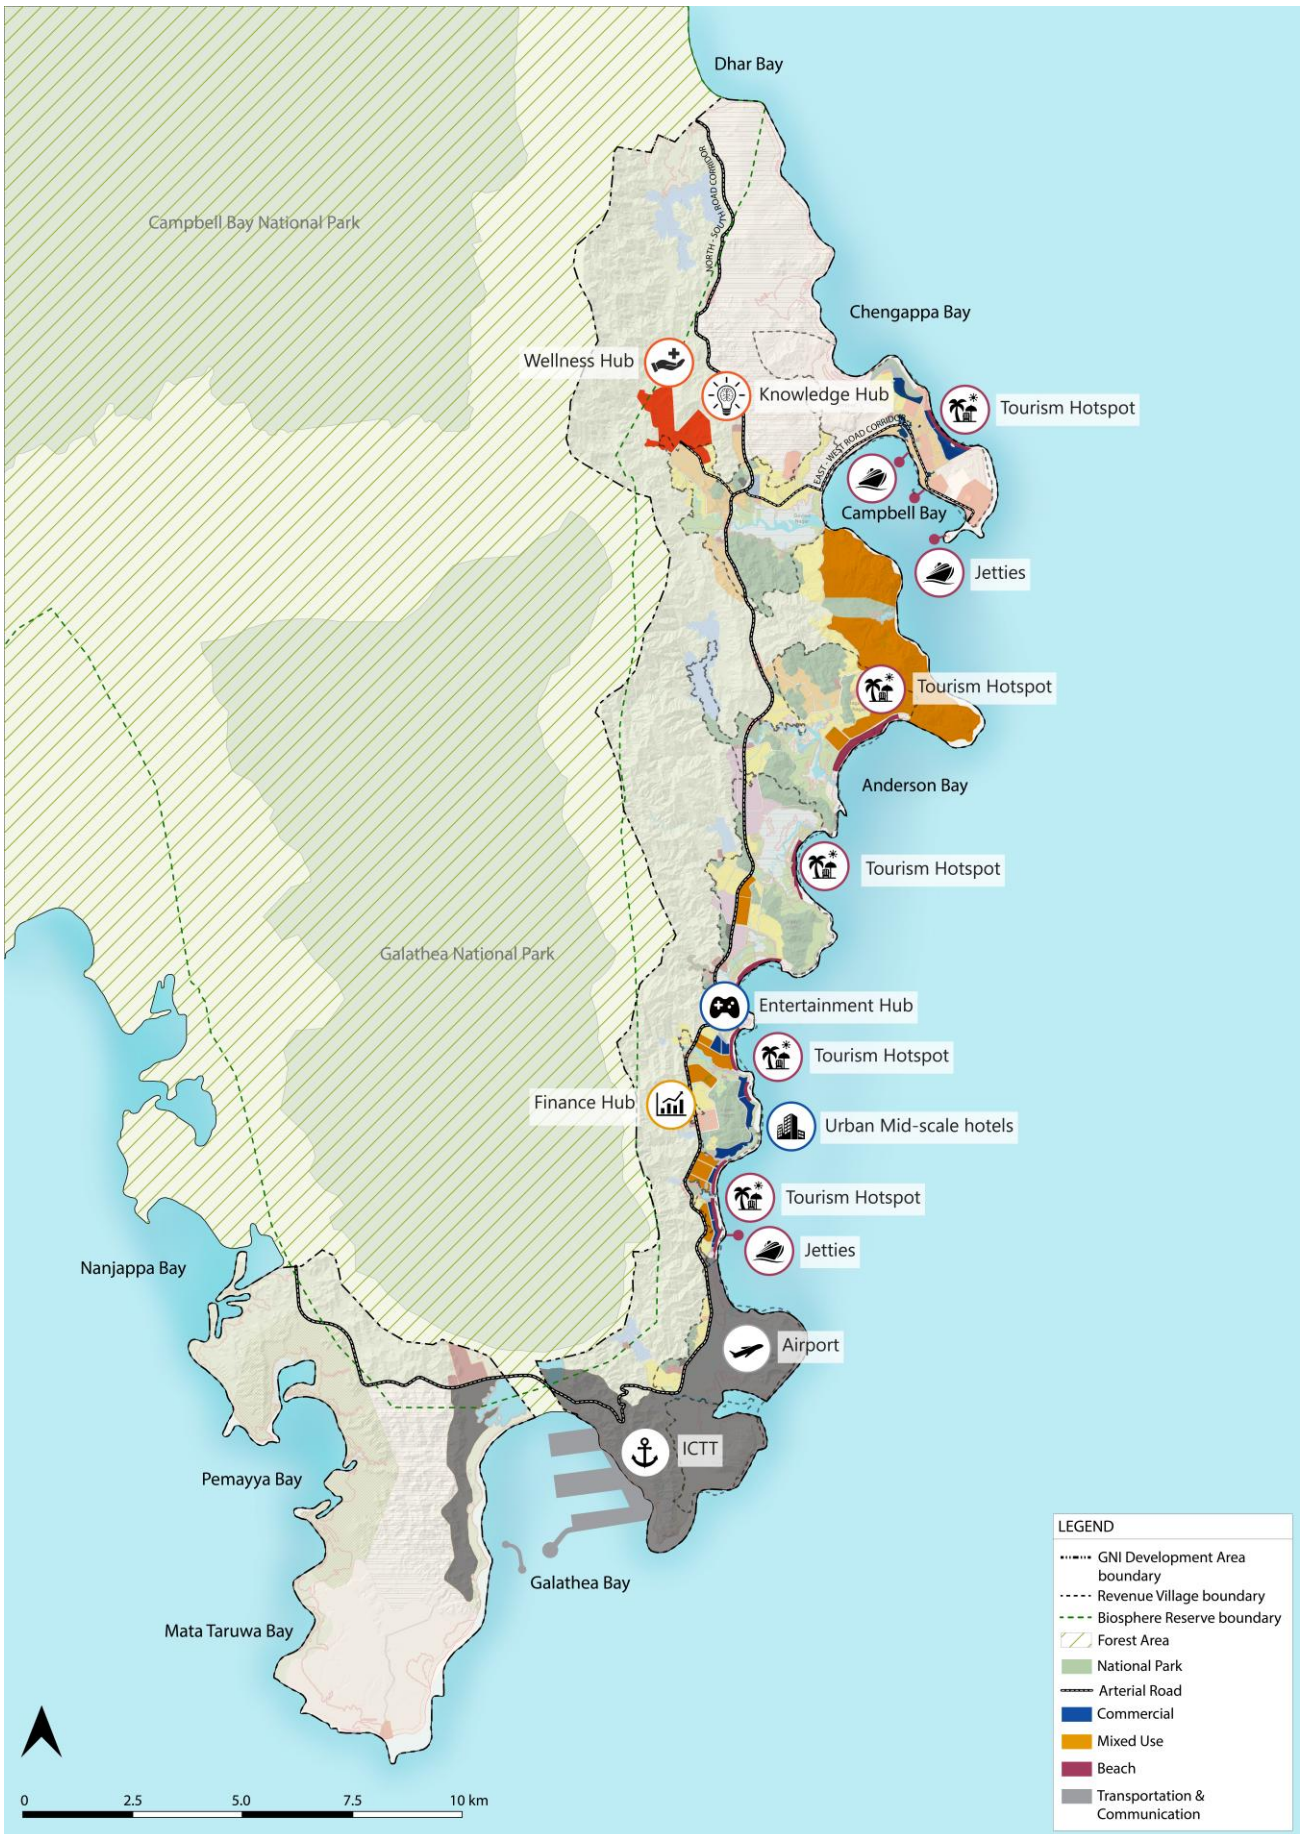 Dhar Bay
Campbell Bay National Park
NORTH - SOUTH ROAD CORRIDOR
Chengappa Bay
Wellness Hub
Knowledge Hub
Tourism Hotspot
EAST - WEST ROAD CORRIDOR
Campbell Bay
Jetties
Tourism Hotspot
Anderson Bay
Tourism Hotspot
Galathea National Park
Entertainment Hub
Tourism Hotspot
Finance Hub
Urban Mid-scale hotels
Tourism Hotspot
Jetties
Nanjappa Bay
Airport
ICTT
Pemayya Bay
Galathea Bay
Mata Taruwa Bay
LEGEND
GNI Development Area
boundary
Revenue Village boundary
Biosphere Reserve boundary
Forest Area
National Park
Arterial Road
Commercial
Mixed Use
Beach
Transportation &
Communication
0 2.5 5.0 7.5 10 km